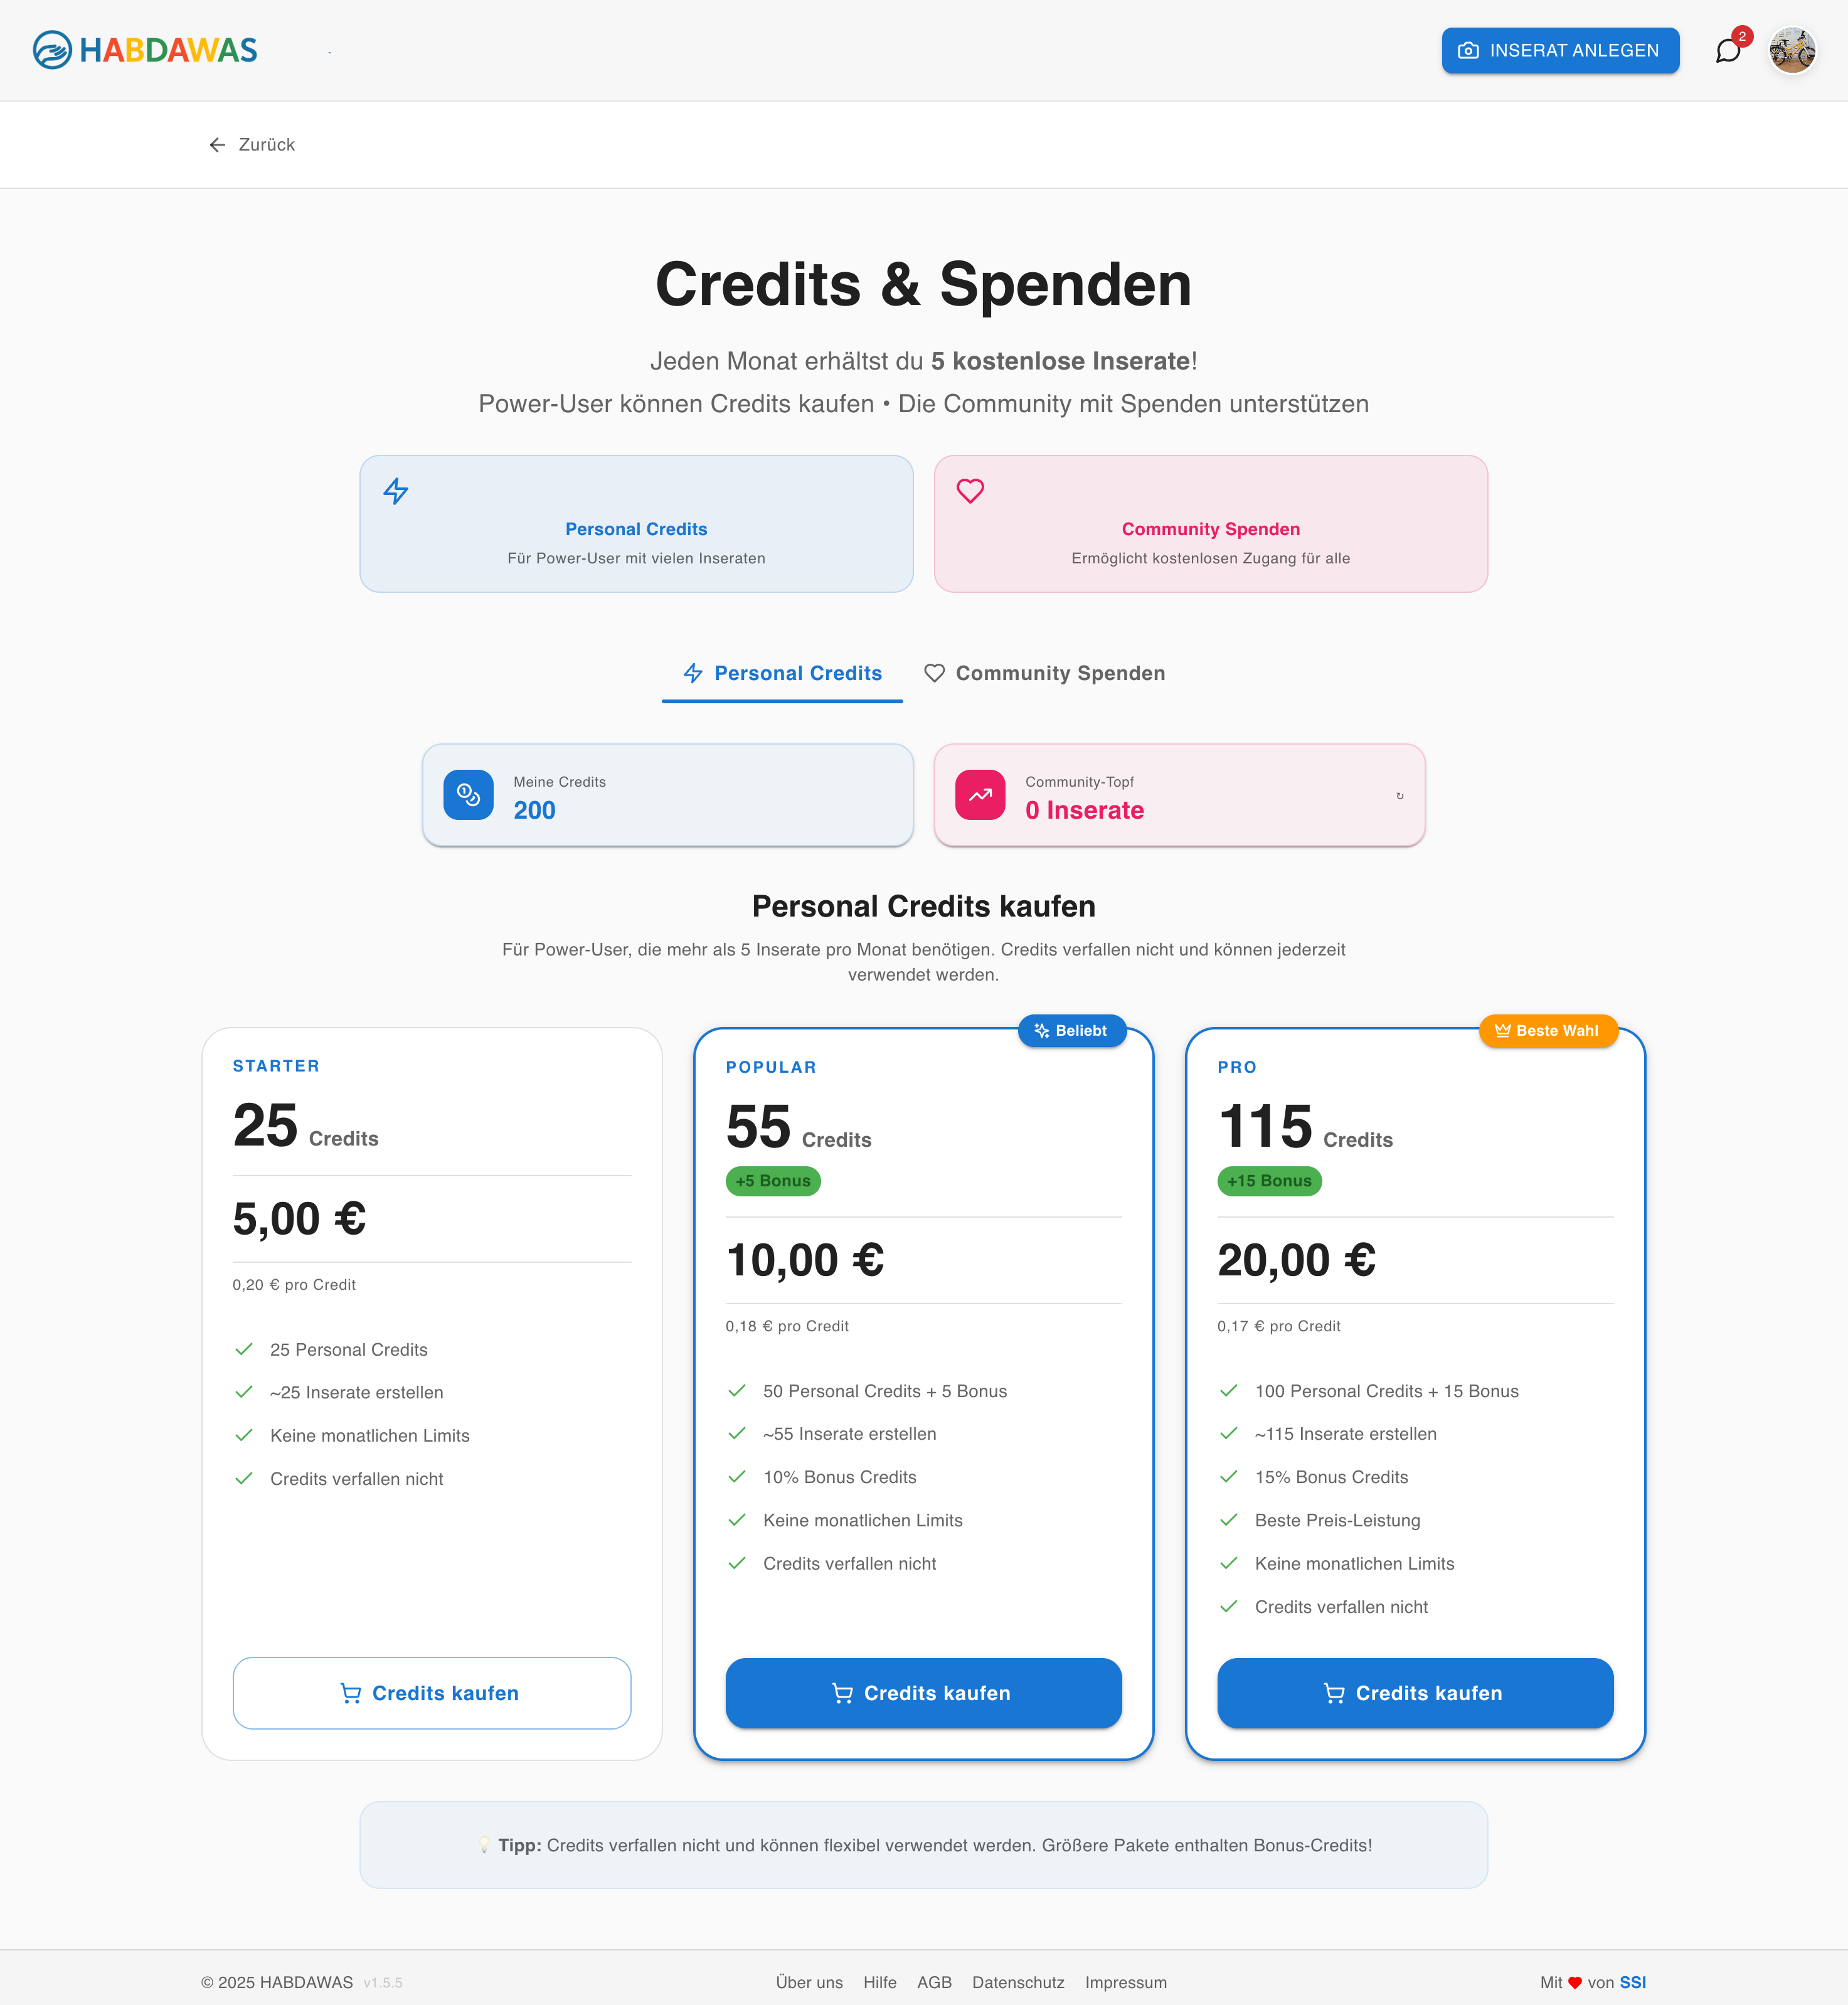 HABDAWAS
INSERAT ANLEGEN
2
Zurück
Credits & Spenden
Jeden Monat erhältst du 5 kostenlose Inserate!
Power-User können Credits kaufen • Die Community mit Spenden unterstützen
Personal Credits
Für Power-User mit vielen Inseraten
Community Spenden
Ermöglicht kostenlosen Zugang für alle
Personal Credits
Community Spenden
Meine Credits
200
Community-Topf
0 Inserate
↻
Personal Credits kaufen
Für Power-User, die mehr als 5 Inserate pro Monat benötigen. Credits verfallen nicht und können jederzeit
verwendet werden.
STARTER
25 Credits
5,00 €
0,20 € pro Credit
25 Personal Credits
~25 Inserate erstellen
Keine monatlichen Limits
Credits verfallen nicht
Credits kaufen
Beliebt
POPULAR
55 Credits
+5 Bonus
10,00 €
0,18 € pro Credit
50 Personal Credits + 5 Bonus
~55 Inserate erstellen
10% Bonus Credits
Keine monatlichen Limits
Credits verfallen nicht
Credits kaufen
Beste Wahl
PRO
115 Credits
+15 Bonus
20,00 €
0,17 € pro Credit
100 Personal Credits + 15 Bonus
~115 Inserate erstellen
15% Bonus Credits
Beste Preis-Leistung
Keine monatlichen Limits
Credits verfallen nicht
Credits kaufen
💡 Tipp: Credits verfallen nicht und können flexibel verwendet werden. Größere Pakete enthalten Bonus-Credits!
© 2025 HABDAWAS v1.5.5
Über uns Hilfe AGB Datenschutz Impressum
Mit ❤️ von SSI